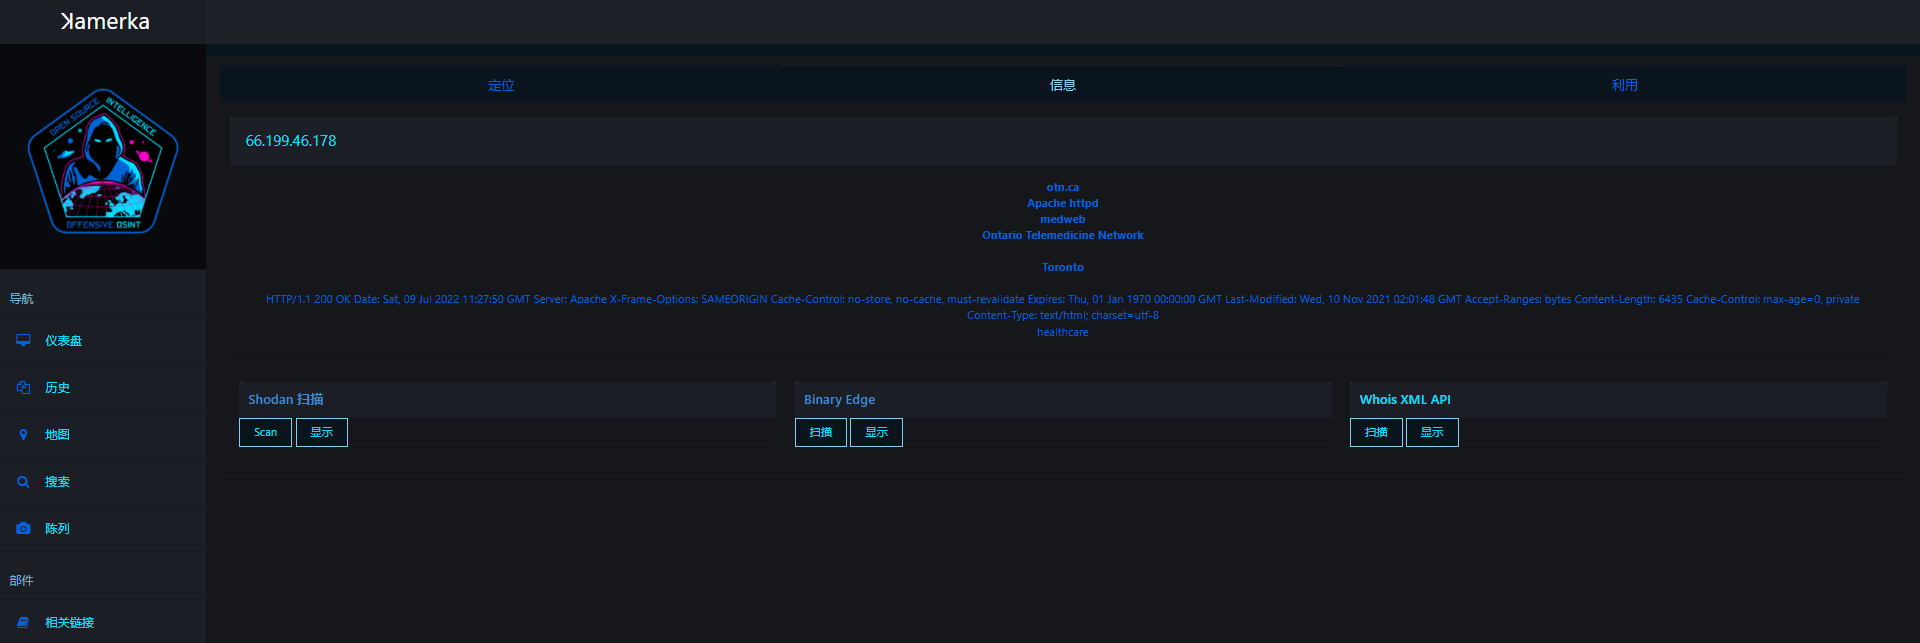 Kamerka
OPEN SOURCE INTELLIGENCE
OFFENSIVE OSINT
导航
仪表盘
历史
地图
搜索
陈列
部件
相关链接
定位
信息
利用
66.199.46.178
otn.ca
Apache httpd
medweb
Ontario Telemedicine Network
Toronto
HTTP/1.1 200 OK Date: Sat, 09 Jul 2022 11:27:50 GMT Server: Apache X-Frame-Options: SAMEORIGIN Cache-Control: no-store, no-cache, must-revalidate Expires: Thu, 01 Jan 1970 00:00:00 GMT Last-Modified: Wed, 10 Nov 2021 02:01:48 GMT Accept-Ranges: bytes Content-Length: 6435 Cache-Control: max-age=0, private
Content-Type: text/html; charset=utf-8
healthcare
Shodan 扫描
Scan
显示
Binary Edge
扫描
显示
Whois XML API
扫描
显示